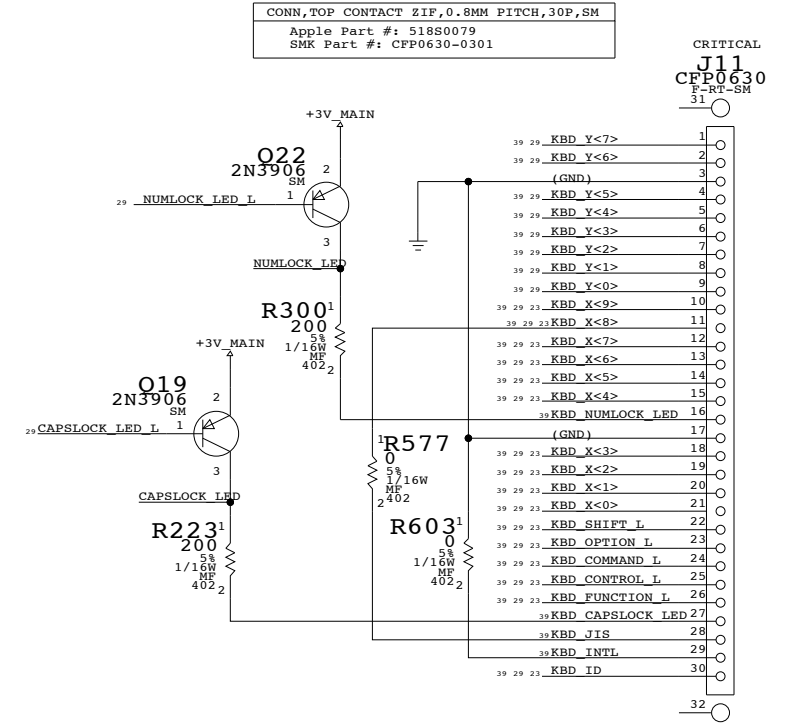 CONN,TOP CONTACT ZIF,0.8MM PITCH,30P,SM
Apple Part #: 518S0079
SMK Part #: CFP0630-0301
CRITICAL
J11
CFP0630
F-RT-SM
31
+3V_MAIN
Q22
2N3906
SM
2
1
3
29 NUMLOCK_LED_L
NUMLOCK_LED
R300
1
200
5%
1/16W
MF
402
2
+3V_MAIN
Q19
2N3906
SM
2
1
3
29 CAPSLOCK_LED_L
CAPSLOCK_LED
R223
1
200
5%
1/16W
MF
402
2
1
R577
0
5%
1/16W
MF
402
2
R603
1
0
5%
1/16W
MF
402
2
39 29 KBD_Y<7> 1
39 29 KBD_Y<6> 2
(GND) 3
39 29 KBD_Y<5> 4
39 29 KBD_Y<4> 5
39 29 KBD_Y<3> 6
39 29 KBD_Y<2> 7
39 29 KBD_Y<1> 8
39 29 KBD_Y<0> 9
39 29 23 KBD_X<9> 10
39 29 23 KBD_X<8> 11
39 29 23 KBD_X<7> 12
39 29 23 KBD_X<6> 13
39 29 23 KBD_X<5> 14
39 29 23 KBD_X<4> 15
39 KBD_NUMLOCK_LED 16
(GND) 17
39 29 23 KBD_X<3> 18
39 29 23 KBD_X<2> 19
39 29 23 KBD_X<1> 20
39 29 23 KBD_X<0> 21
39 29 23 KBD_SHIFT_L 22
39 29 23 KBD_OPTION_L 23
39 29 23 KBD_COMMAND_L 24
39 29 23 KBD_CONTROL_L 25
39 29 23 KBD_FUNCTION_L 26
39 KBD_CAPSLOCK_LED 27
39 KBD_JIS 28
39 KBD_INTL 29
39 29 23 KBD_ID 30
32